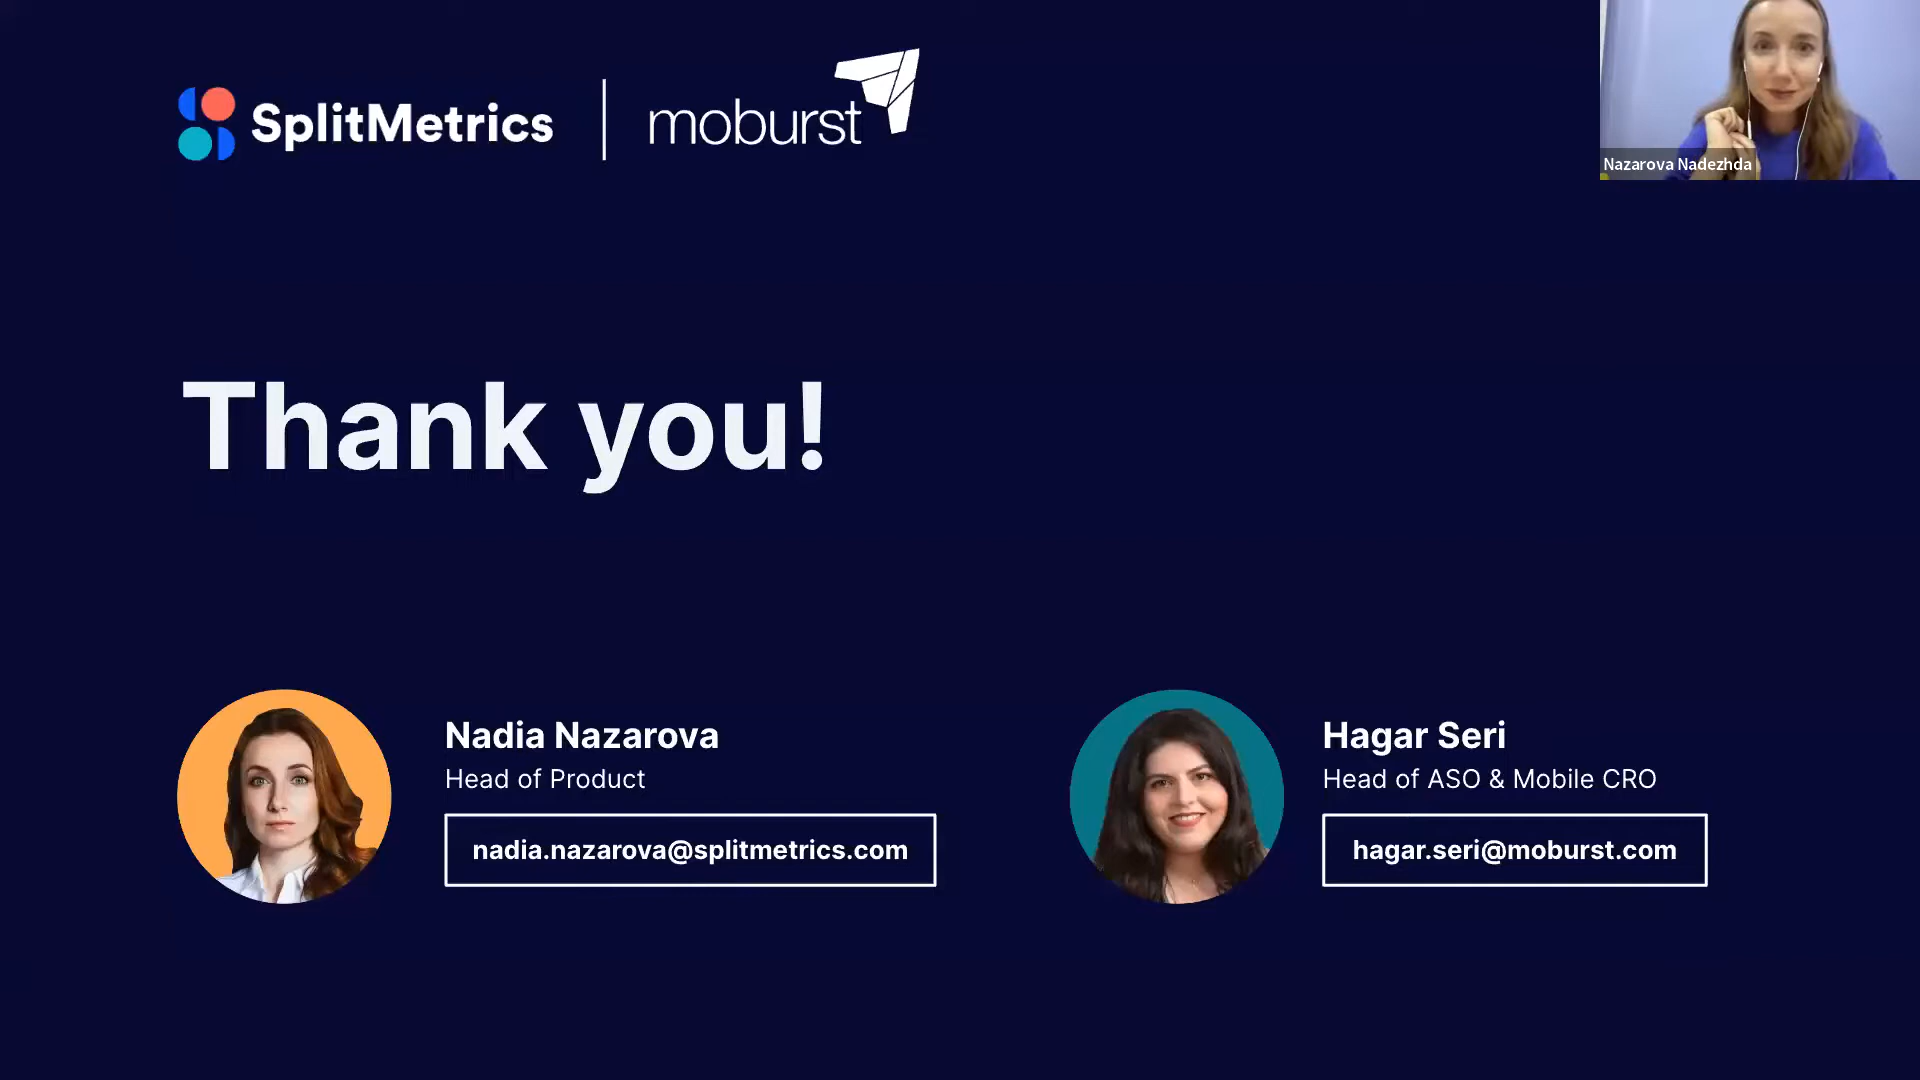 SplitMetrics
moburst
Nazarova Nadezhda
Thank you!
Nadia Nazarova
Head of Product
nadia.nazarova@splitmetrics.com
Hagar Seri
Head of ASO & Mobile CRO
hagar.seri@moburst.com